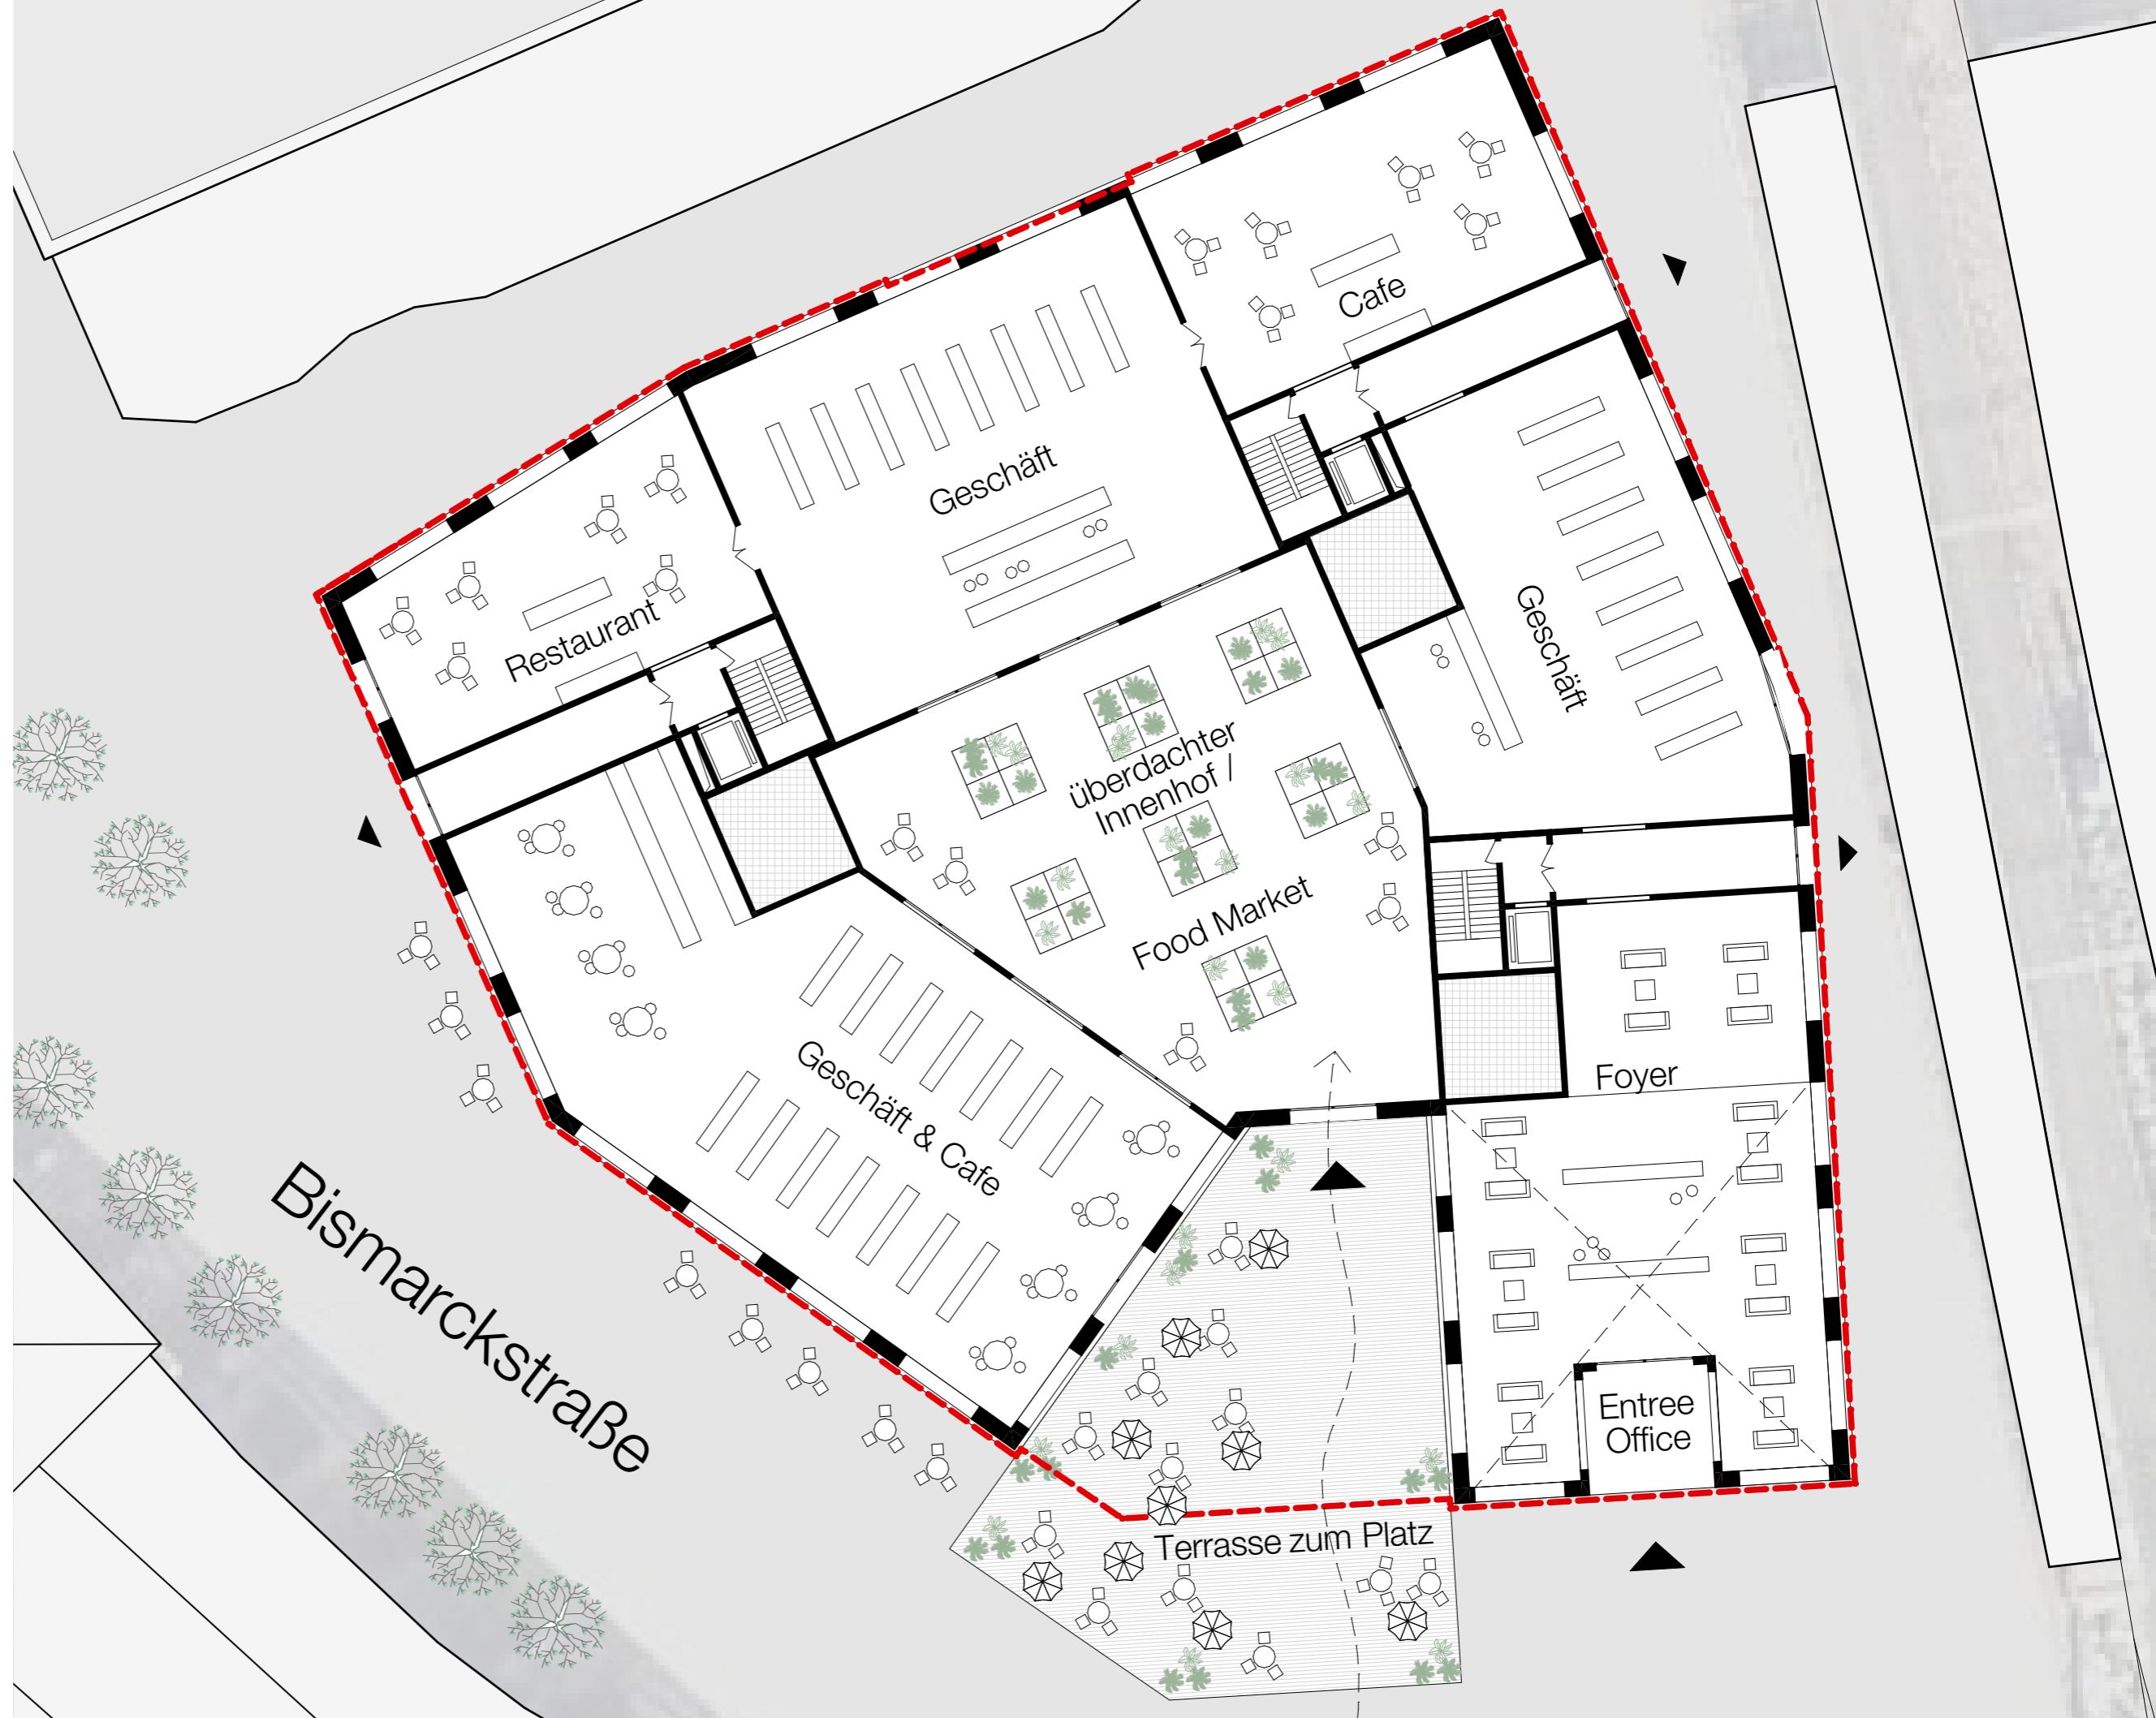 Cafe
Geschäft
Restaurant
Geschäft
überdachter
Innenhof /
Food Market
Geschäft & Cafe
Foyer
Bismarckstraße
Entree
Office
Terrasse zum Platz